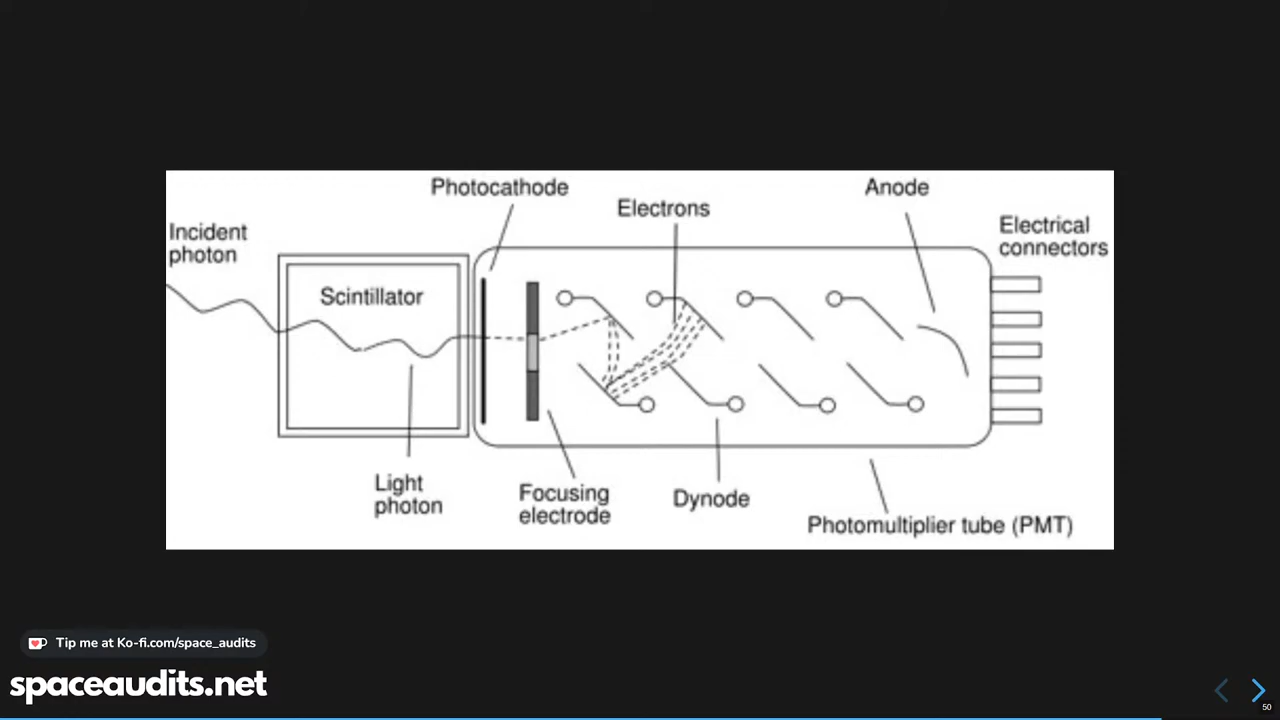 Photocathode
Electrons
Anode
Incident
photon
Electrical
connectors
Scintillator
Light
photon
Focusing
electrode
Dynode
Photomultiplier tube (PMT)
Tip me at Ko-fi.com/space_audits
spaceaudits.net
50